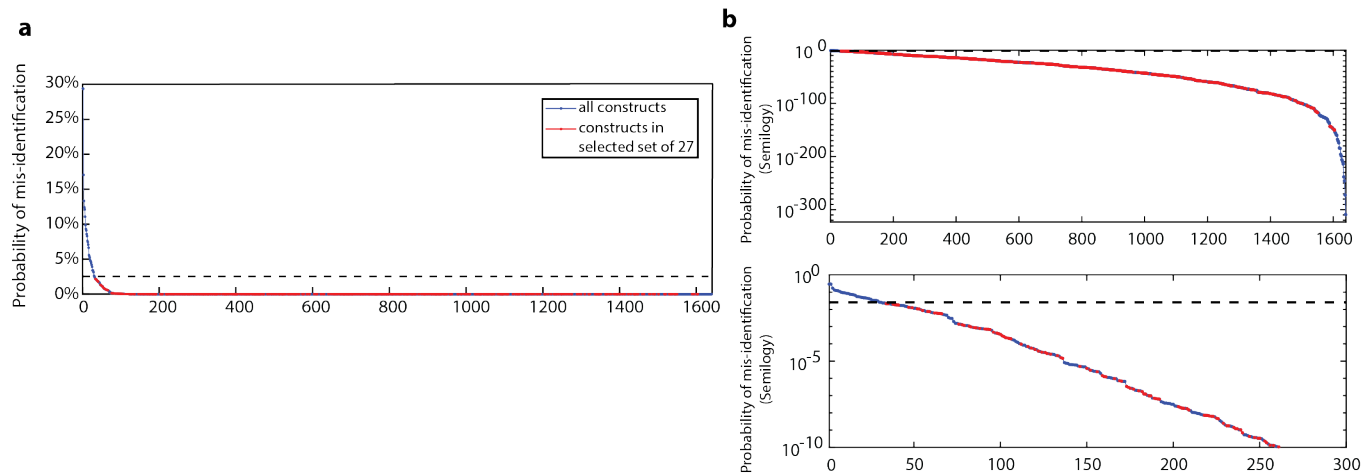 a
Probability of mis-identification
30%
25%
20%
15%
10%
5%
0%
0 200 400 600 800 1000 1200 1400 1600
all constructs
constructs in
selected set of 27
b
Probability of mis-identification
(Semilogy)
10^0
10^-100
10^-200
10^-300
0 200 400 600 800 1000 1200 1400 1600
Probability of mis-identification
(Semilogy)
10^0
10^-5
10^-10
0 50 100 150 200 250 300